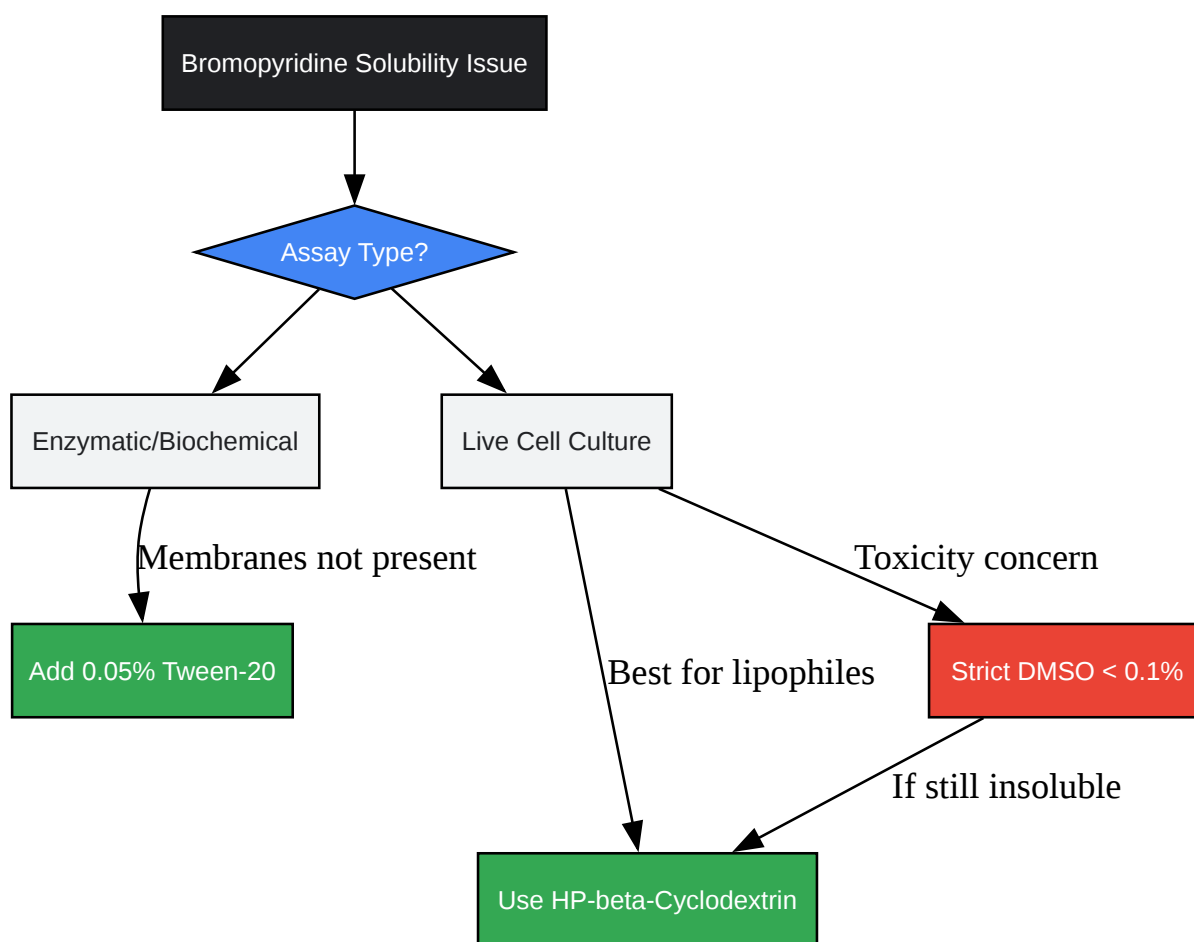 Bromopyridine Solubility Issue
Assay Type?
Enzymatic/Biochemical
Live Cell Culture
Membranes not present
Toxicity concern
Add 0.05% Tween-20
Best for lipophiles
Strict DMSO < 0.1%
If still insoluble
Use HP-beta-Cyclodextrin